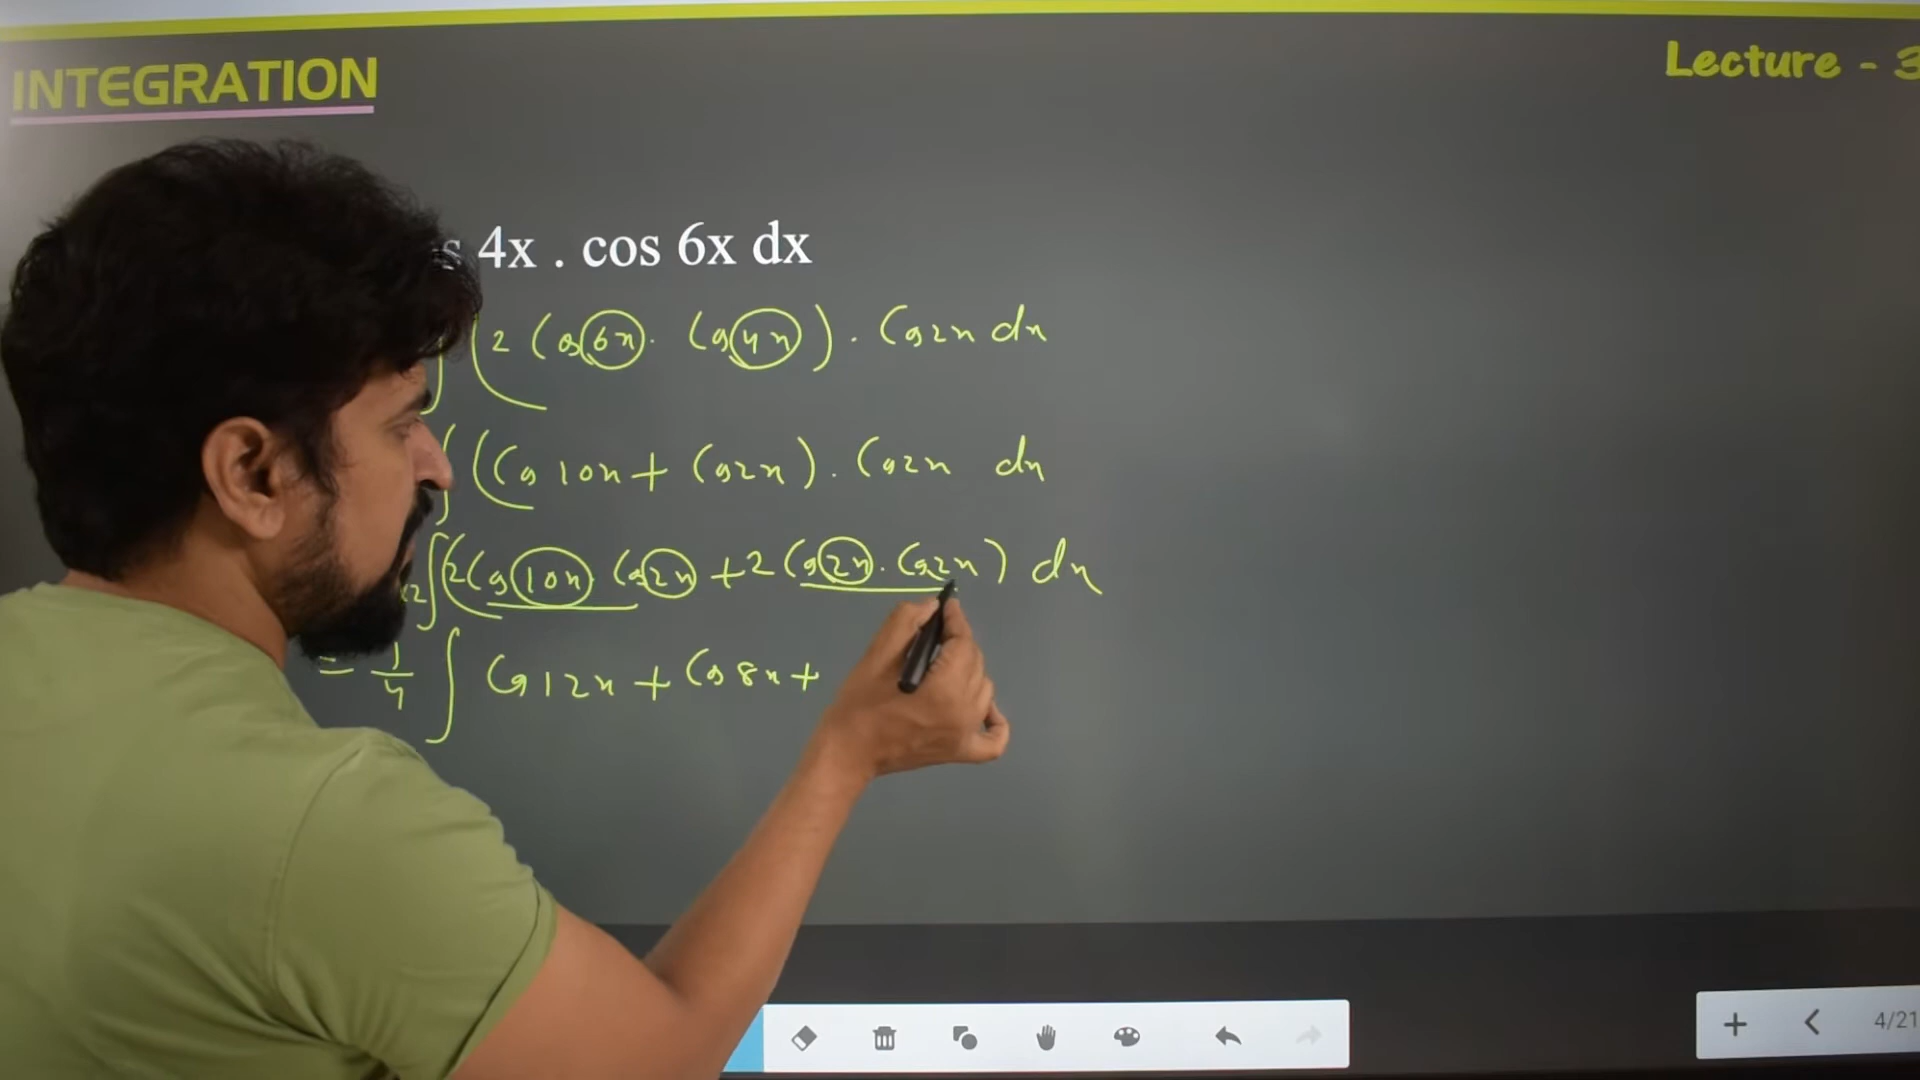 INTEGRATION
Lecture - 3
4x . cos 6x dx
∫ (2 Cos 6x . Cos 4x) . Cos 2x dx
∫ (Cos 10x + Cos 2x) . Cos 2x dx
×2 ∫ (2 Cos 10x Cos 2x + 2 Cos 2x . Cos 2x) dx
= 1/4 ∫ Cos 12x + Cos 8x +
4/21